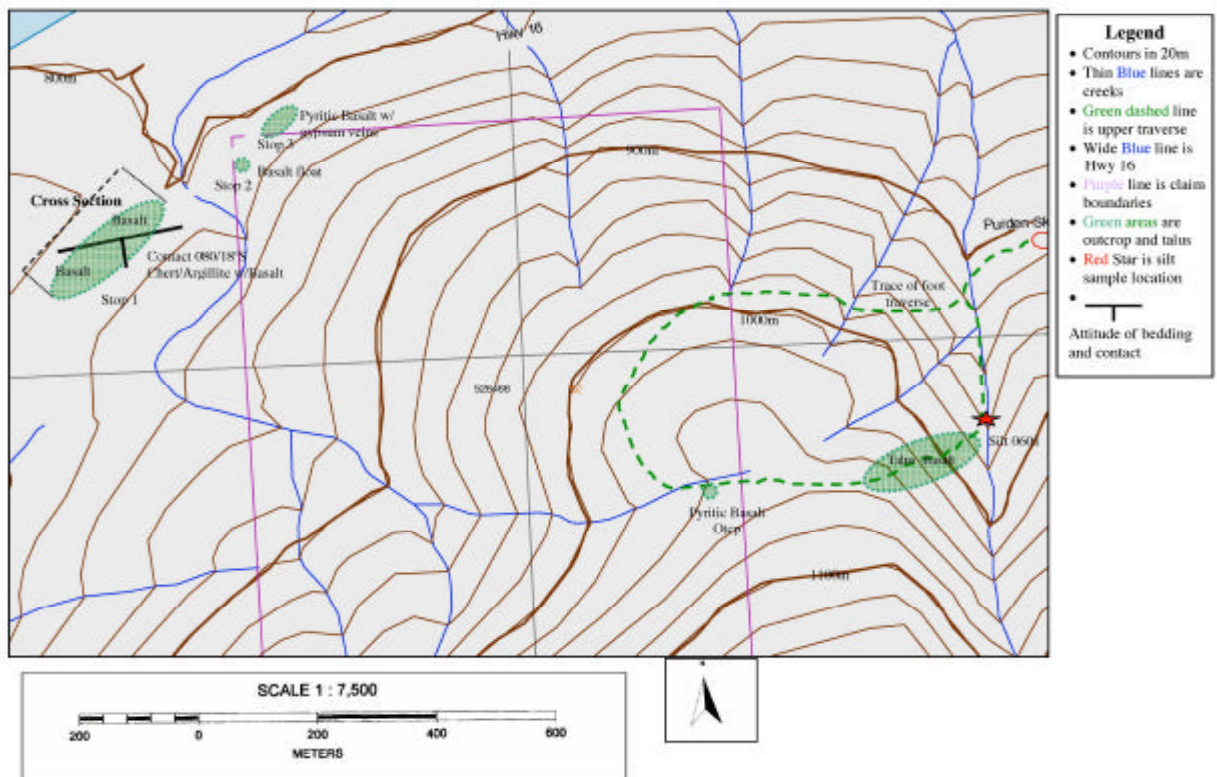 HWY 16
800m
Pyritic Basalt w/
gypsum veins
Stop 3
Basalt float
Stop 2
Cross Section
Basalt
Basalt
Contact 080/18°S
Chert/Argillite w/Basalt
Stop 1
900m
Purden Sk
Trace of foot
traverse
1000m
Silt 0601
Talus Basalt
Pyritic Basalt
Otcp
1100m
Legend
• Contours in 20m
• Thin Blue lines are
creeks
• Green dashed line
is upper traverse
• Wide Blue line is
Hwy 16
• Purple line is claim
boundaries
• Green areas are
outcrop and talus
• Red Star is silt
sample location
•
Attitude of bedding
and contact
SCALE 1 : 7,500
200 0 200 400 600
METERS